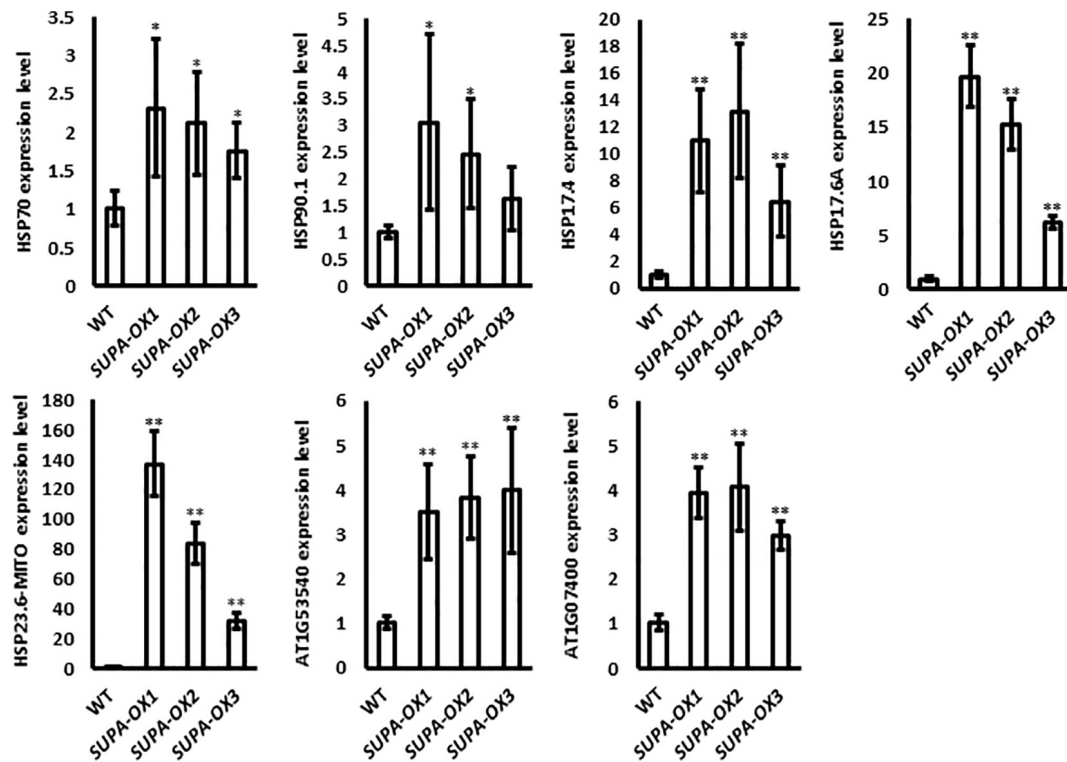 HSP70 expression level
3.5
3
2.5
2
1.5
1
0.5
0
*
*
*
WT
SUPA-OX1
SUPA-OX2
SUPA-OX3
HSP90.1 expression level
5
4.5
4
3.5
3
2.5
2
1.5
1
0.5
0
*
*
WT
SUPA-OX1
SUPA-OX2
SUPA-OX3
HSP17.4 expression level
20
18
16
14
12
10
8
6
4
2
0
**
**
**
WT
SUPA-OX1
SUPA-OX2
SUPA-OX3
HSP17.6A expression level
25
20
15
10
5
0
**
**
**
WT
SUPA-OX1
SUPA-OX2
SUPA-OX3
HSP23.6-MITO expression level
180
160
140
120
100
80
60
40
20
0
**
**
**
WT
SUPA-OX1
SUPA-OX2
SUPA-OX3
AT1G53540 expression level
6
5
4
3
2
1
0
**
**
**
WT
SUPA-OX1
SUPA-OX2
SUPA-OX3
AT1G07400 expression level
6
5
4
3
2
1
0
**
**
**
WT
SUPA-OX1
SUPA-OX2
SUPA-OX3